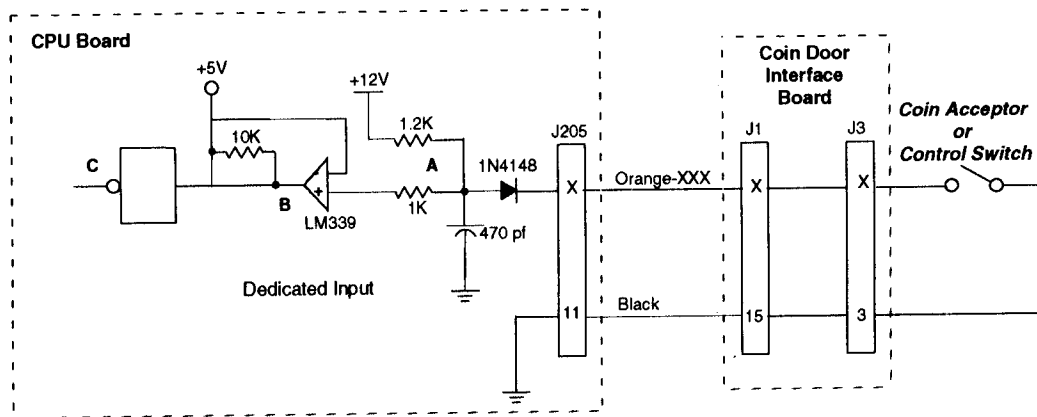 CPU Board
+5V
+12V
10K
1.2K
A
C
B
-
+
LM339
1K
470 pf
1N4148
Dedicated Input
J205
X
11
Orange-XXX
Black
Coin Door
Interface
Board
J1
X
15
J3
X
3
Coin Acceptor
or
Control Switch